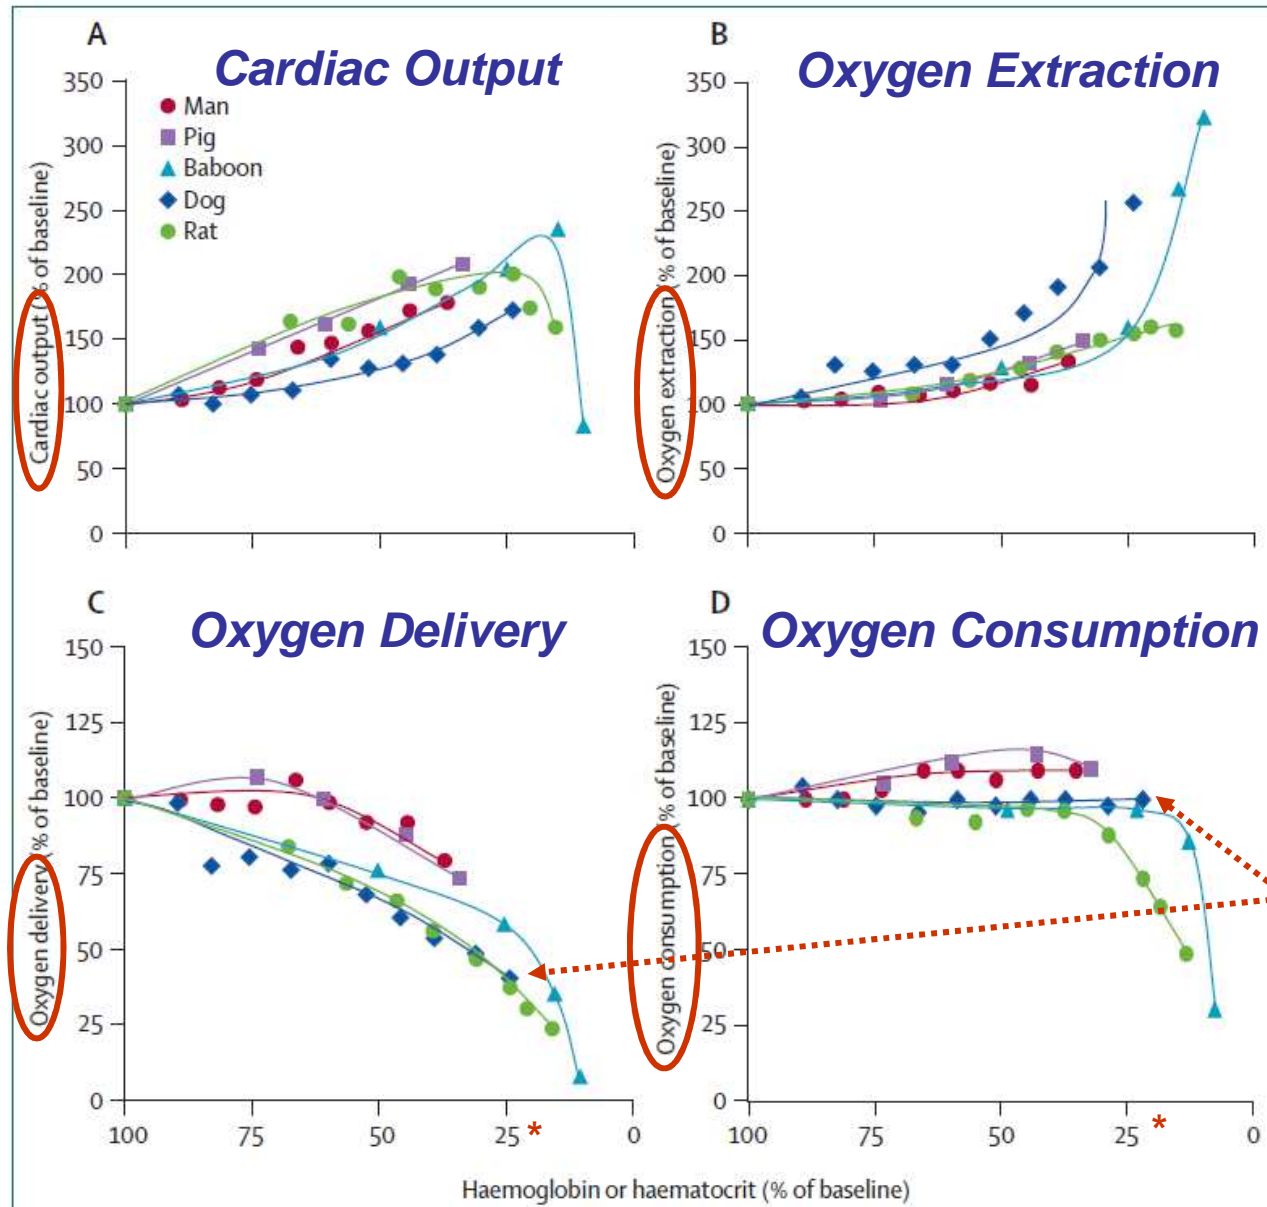 A
Cardiac Output
350
300
250
200
150
100
50
0
Cardiac output (% of baseline)
Man
Pig
Baboon
Dog
Rat
B
Oxygen Extraction
350
300
250
200
150
100
50
0
Oxygen extraction (% of baseline)
C
Oxygen Delivery
150
125
100
75
50
25
0
Oxygen delivery (% of baseline)
100 75 50 25 * 0
D
Oxygen Consumption
150
125
100
75
50
25
0
Oxygen consumption (% of baseline)
100 75 50 25 * 0
Haemoglobin or haematocrit (% of baseline)